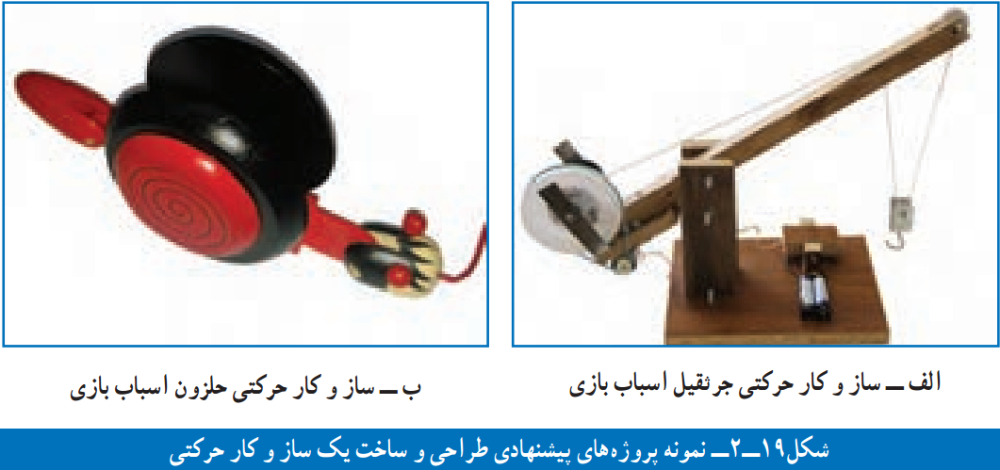 الف ــ ساز و کار حرکتی جرثقیل اسباب بازی
ب ــ ساز و کار حرکتی حلزون اسباب بازی
شکل۱۹ــ۲ــ نمونه پروژه‌های پیشنهادی طراحی و ساخت یک ساز و کار حرکتی